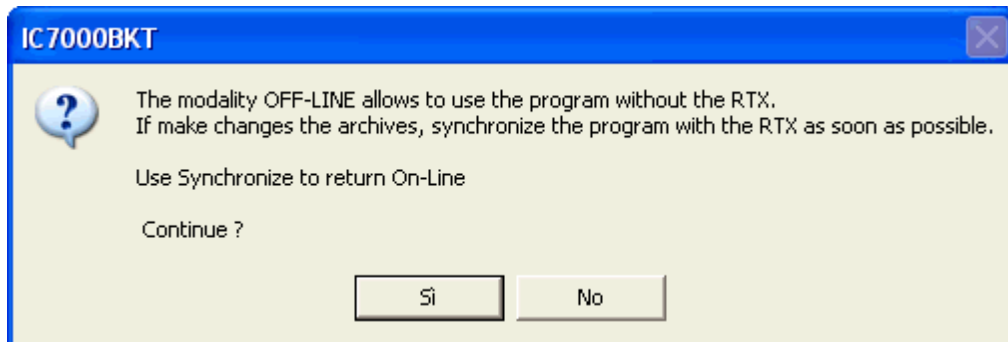 IC7000BKT
The modality OFF-LINE allows to use the program without the RTX.
If make changes the archives, synchronize the program with the RTX as soon as possible.
Use Synchronize to return On-Line
Continue ?
Sì
No